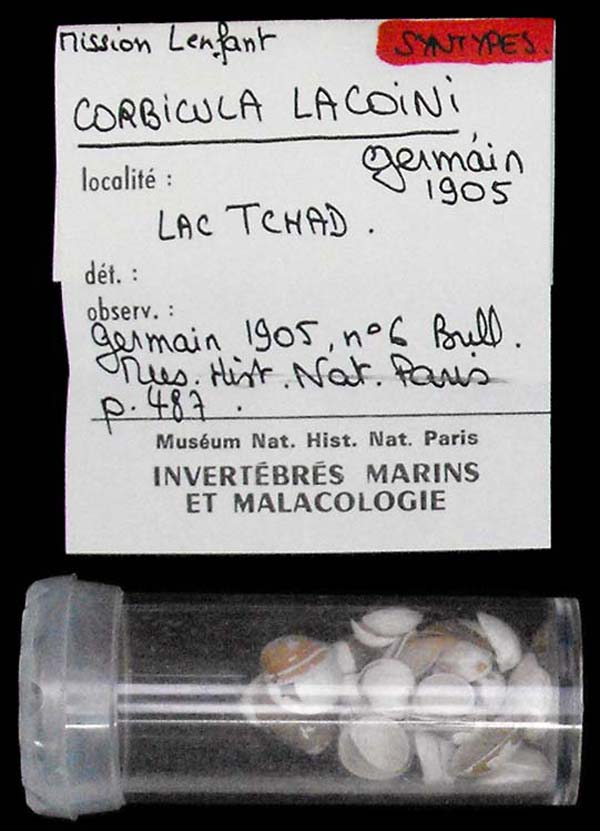 Mission Lenfant
SYNTYPES.
CORBICULA LACOINI
germain
1905
localité :
LAC TCHAD.
dét. :
observ. :
germain 1905, n°6 Bull.
Mus. Hist. Nat. Paris
p. 487.
Muséum Nat. Hist. Nat. Paris
INVERTÉBRÉS MARINS
ET MALACOLOGIE